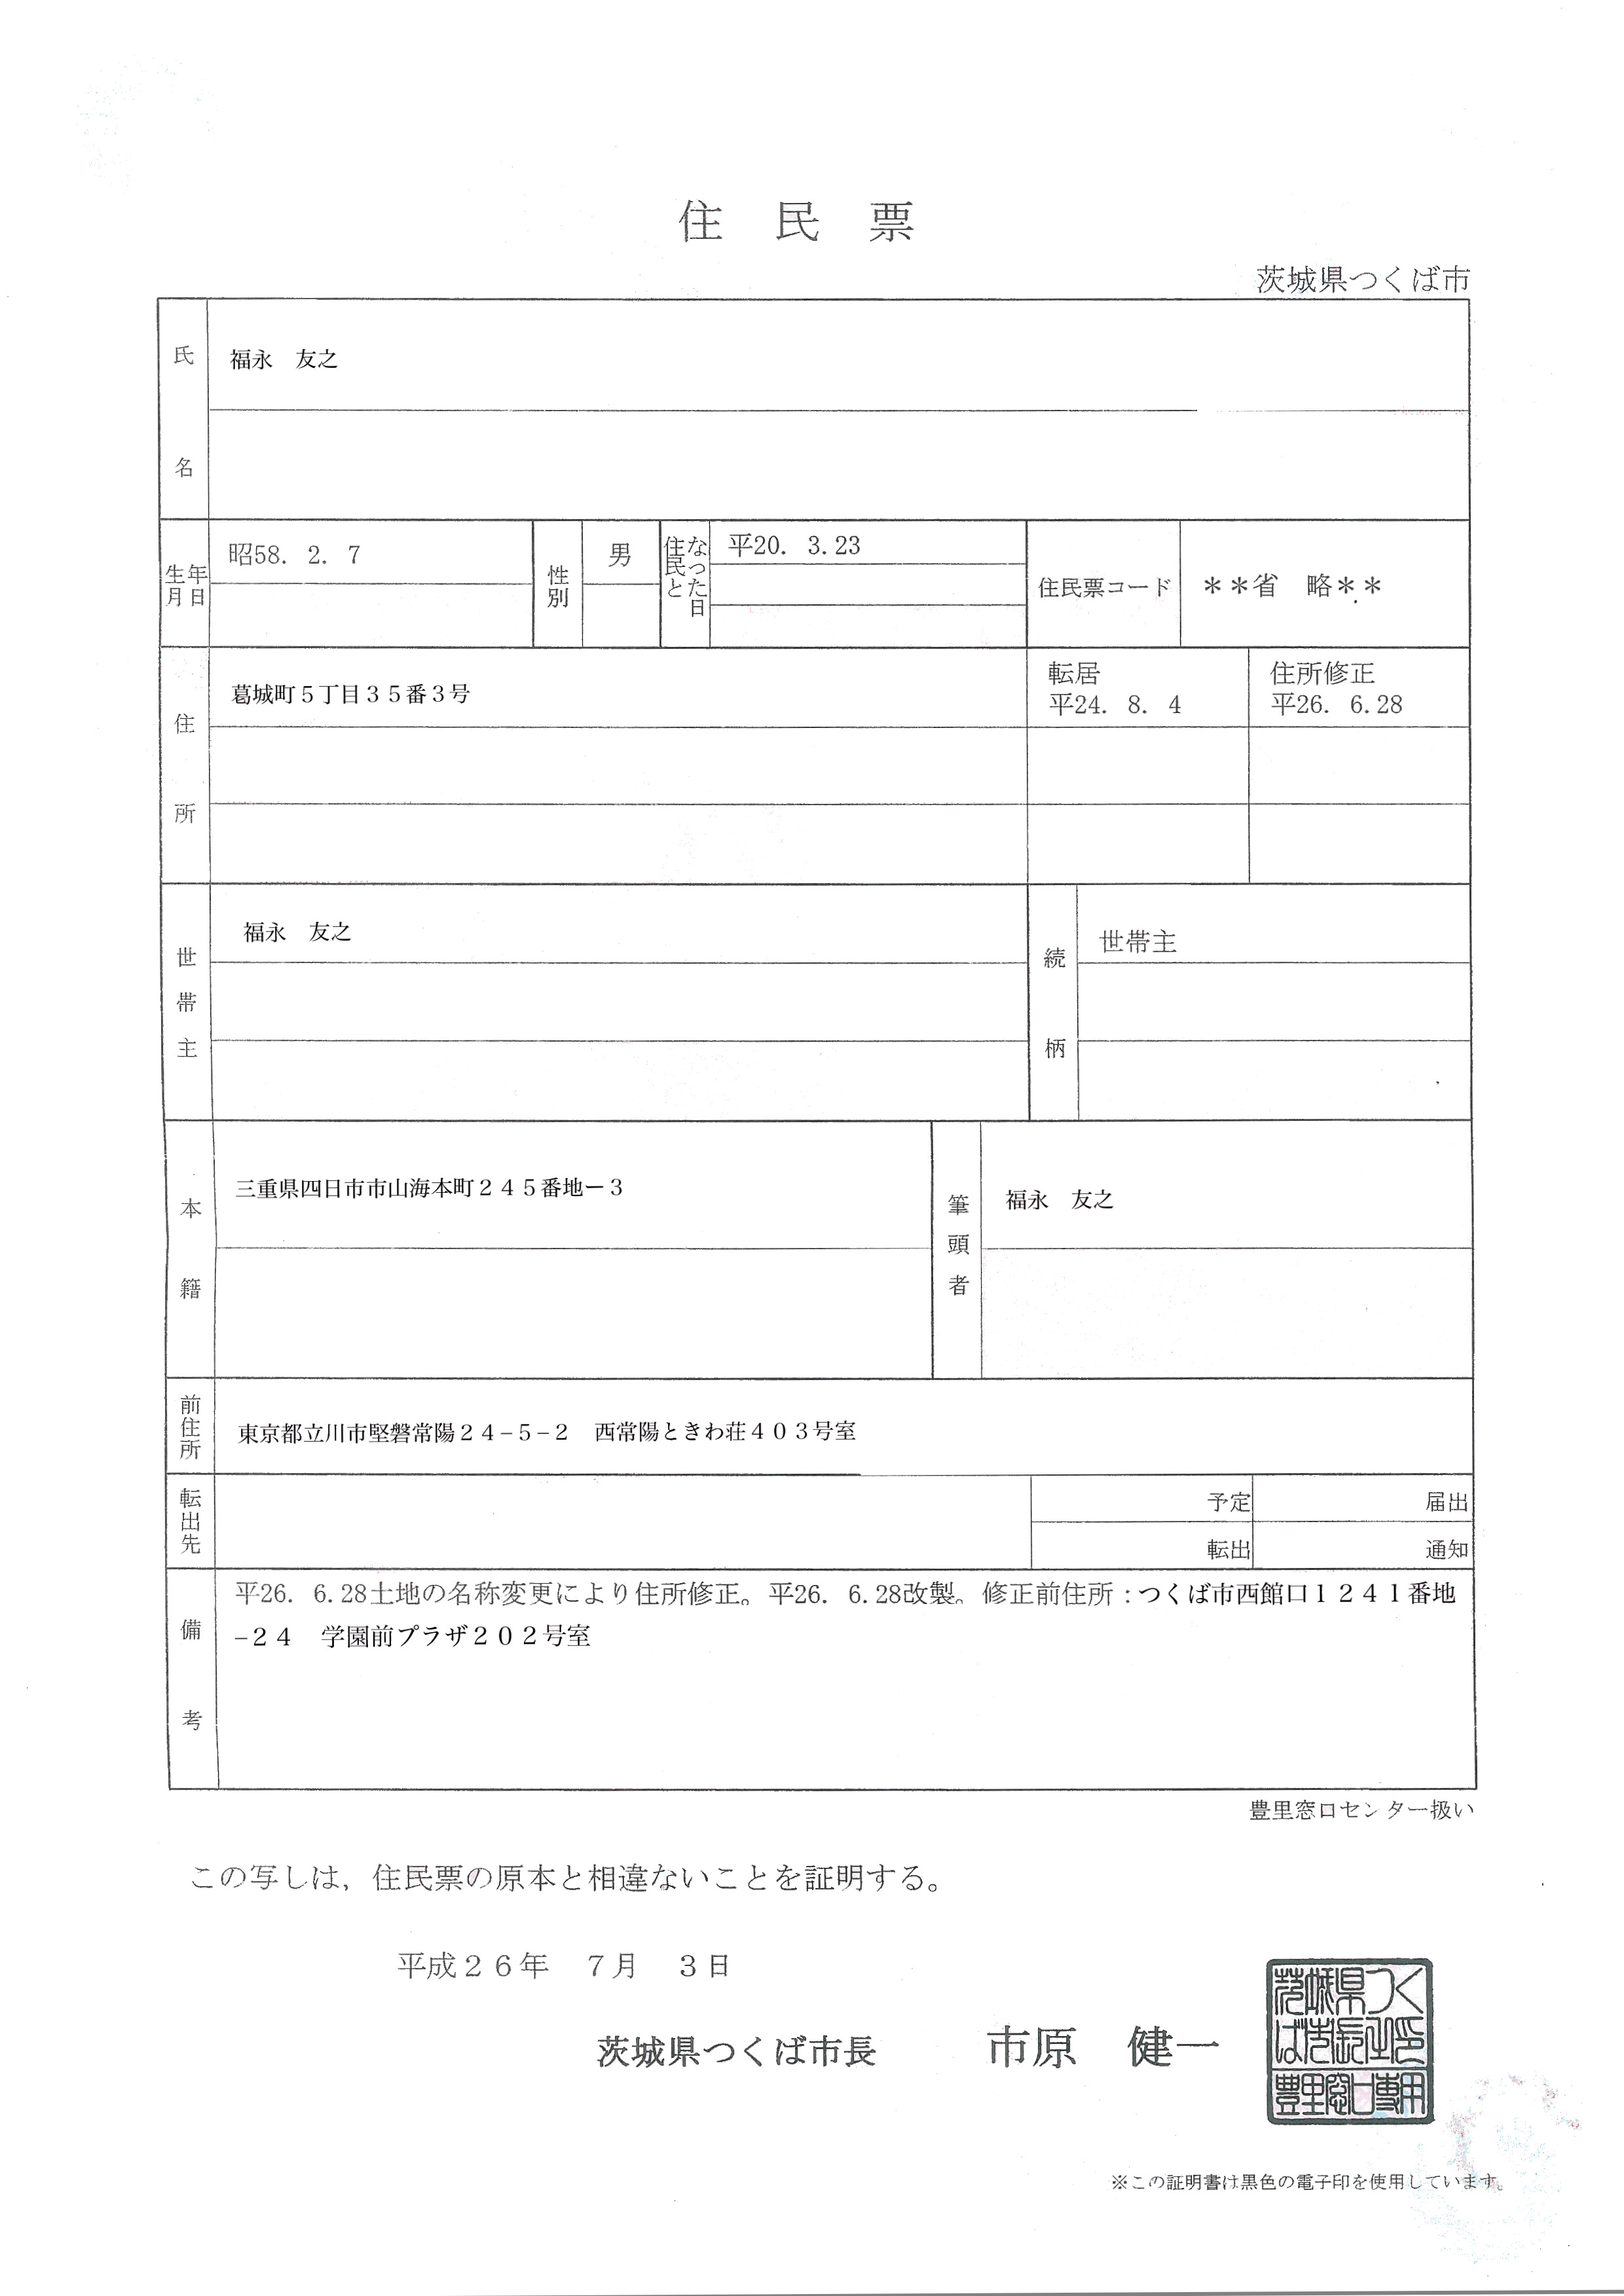 住　民　票
茨城県つくば市
氏名
福永　友之
生年月日
昭58.　2.　7
性別
男
住民となった日
平20.　3.23
住民票コード
＊＊省　略＊＊
住所
葛城町５丁目３５番３号
転居
平24.　8.　4
住所修正
平26.　6.28
世帯主
福永　友之
続柄
世帯主
本籍
三重県四日市市山海本町２４５番地ー３
筆頭者
福永　友之
前住所
東京都立川市堅磐常陽２４−５−２　西常陽ときわ荘４０３号室
転出先
予定
届出
転出
通知
備考
平26.　6.28土地の名称変更により住所修正。平26.　6.28改製。修正前住所：つくば市西館口１２４１番地
−２４　学園前プラザ２０２号室
豊里窓口センター扱い
この写しは，住民票の原本と相違ないことを証明する。
平成２６年　７月　３日
茨城県つくば市長　市原　健一
茨城県つく
ば市長之印
豊里窓口専用
※この証明書は黒色の電子印を使用しています。